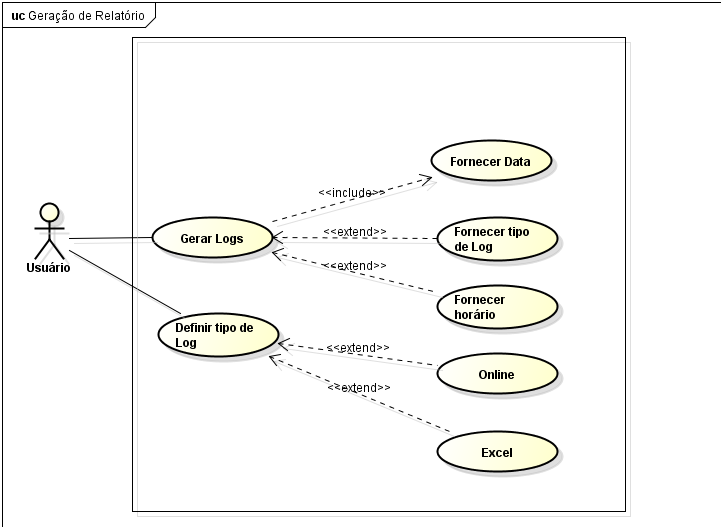 uc Geração de Relatório
Fornecer Data
<<include>>
Fornecer tipo
de Log
<<extend>>
Gerar Logs
Usuário
<<extend>>
Fornecer
horário
Definir tipo de
Log
<<extend>>
Online
<<extend>>
Excel